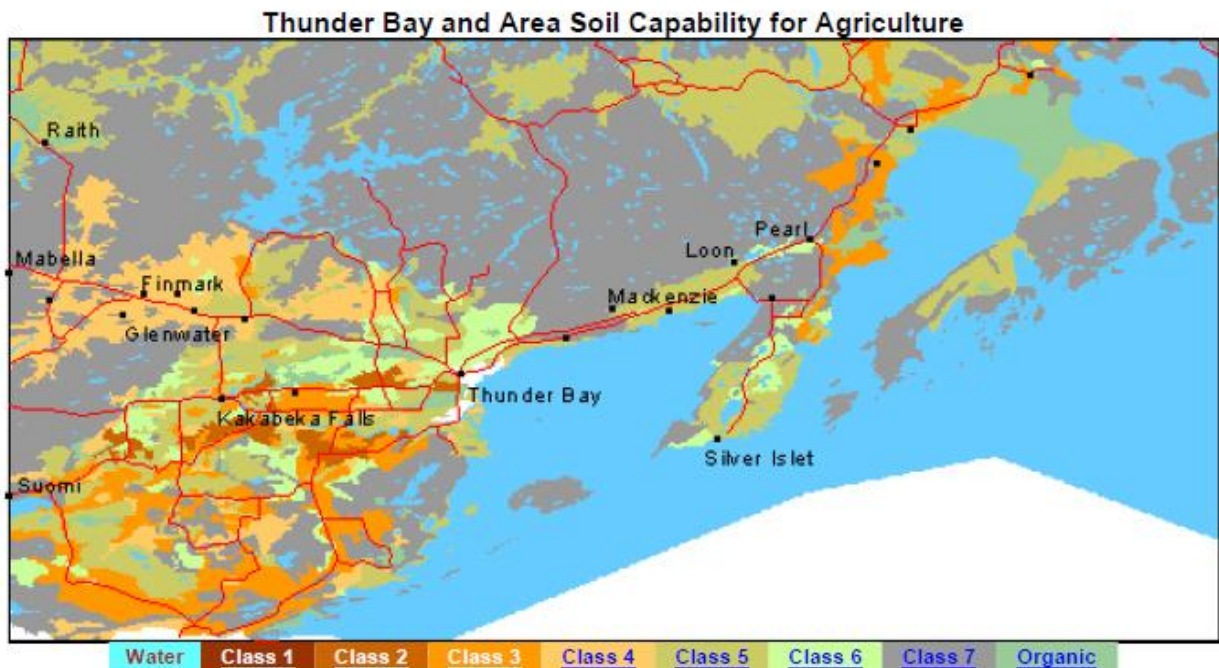 Thunder Bay and Area Soil Capability for Agriculture
Raith
Pearl
Loon
Mabella
Finmark
Mackenzie
Glenwater
Thunder Bay
Kakabeka Falls
Silver Islet
Suomi
Water Class 1 Class 2 Class 3 Class 4 Class 5 Class 6 Class 7 Organic